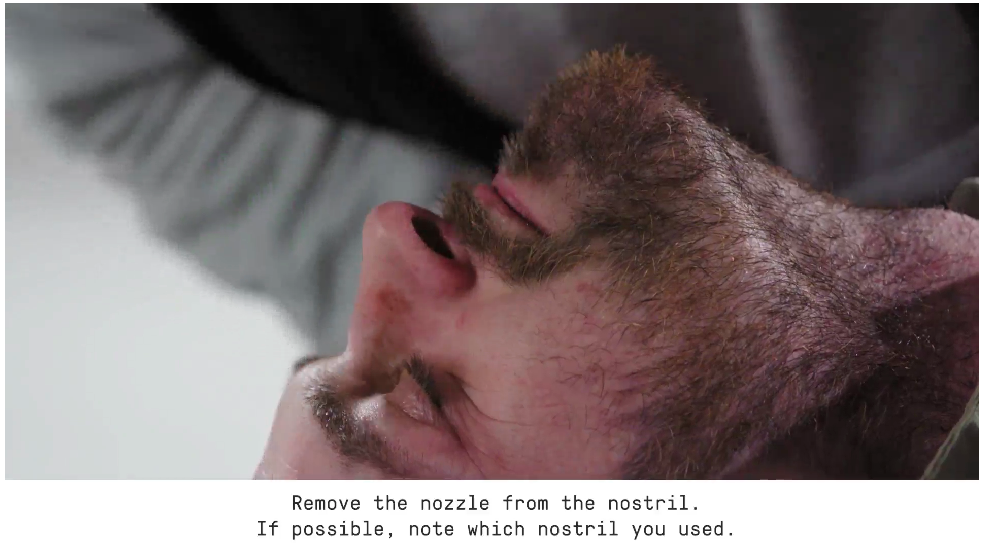 Remove the nozzle from the nostril.
If possible, note which nostril you used.